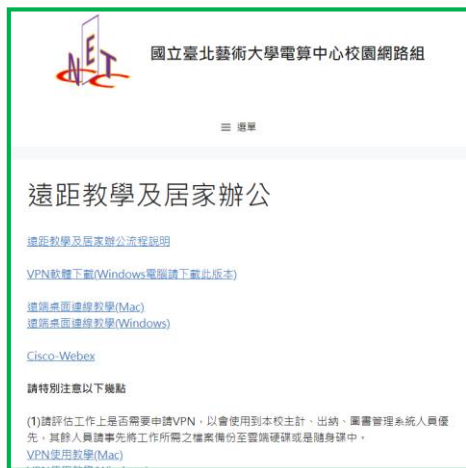 NET
國立臺北藝術大學電算中心校園網路組
☰ 選單
遠距教學及居家辦公
遠距教學及居家辦公流程說明
VPN軟體下載(Windows電腦請下載此版本)
遠端桌面連線教學(Mac)
遠端桌面連線教學(Windows)
Cisco-Webex
請特別注意以下幾點
(1)請評估工作上是否需要申請VPN，以會使用到本校主計、出納、圖書管理系統人員優
先，其餘人員請事先將工作所需之檔案備份至雲端硬碟或是隨身碟中。
VPN使用教學(Mac)